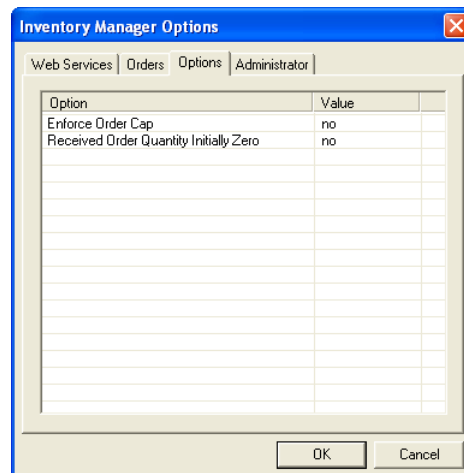 Inventory Manager Options
Web Services Orders Options Administrator
Option Value
Enforce Order Cap no
Received Order Quantity Initially Zero no
OK Cancel